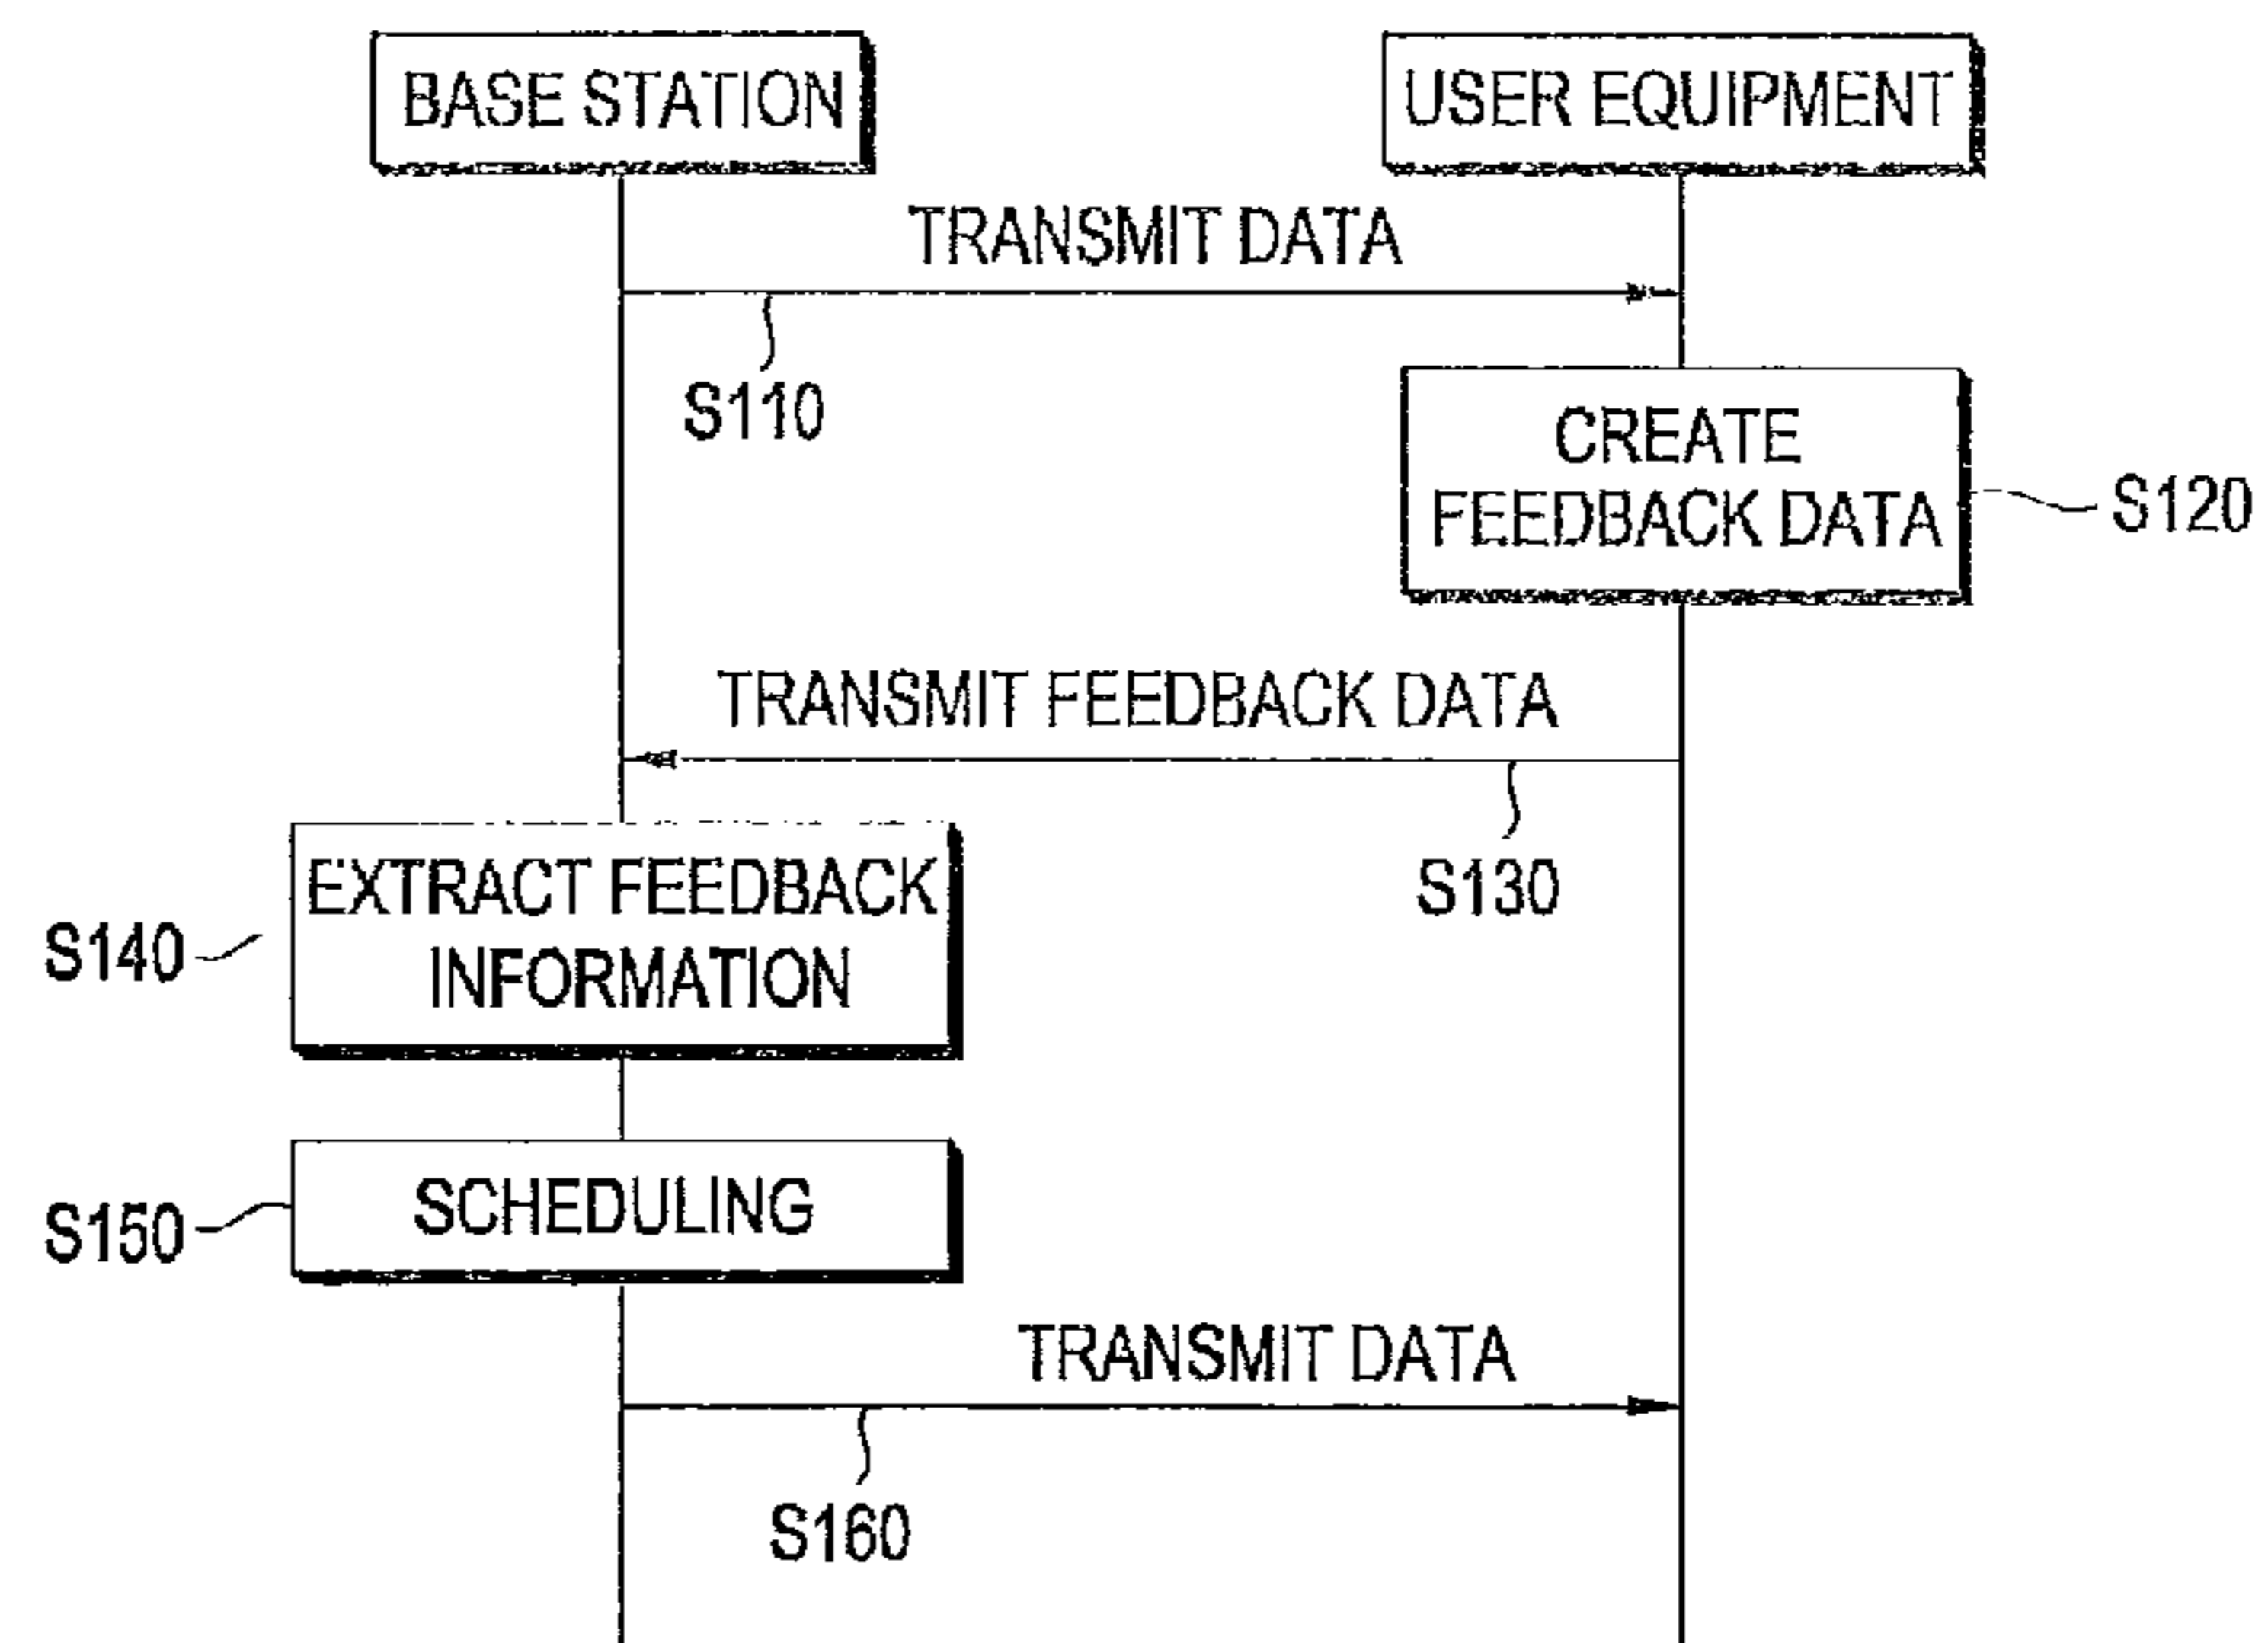 BASE STATION
USER EQUIPMENT
TRANSMIT DATA
S110
CREATE
FEEDBACK DATA
S120
TRANSMIT FEEDBACK DATA
S130
EXTRACT FEEDBACK
INFORMATION
S140
SCHEDULING
S150
TRANSMIT DATA
S160